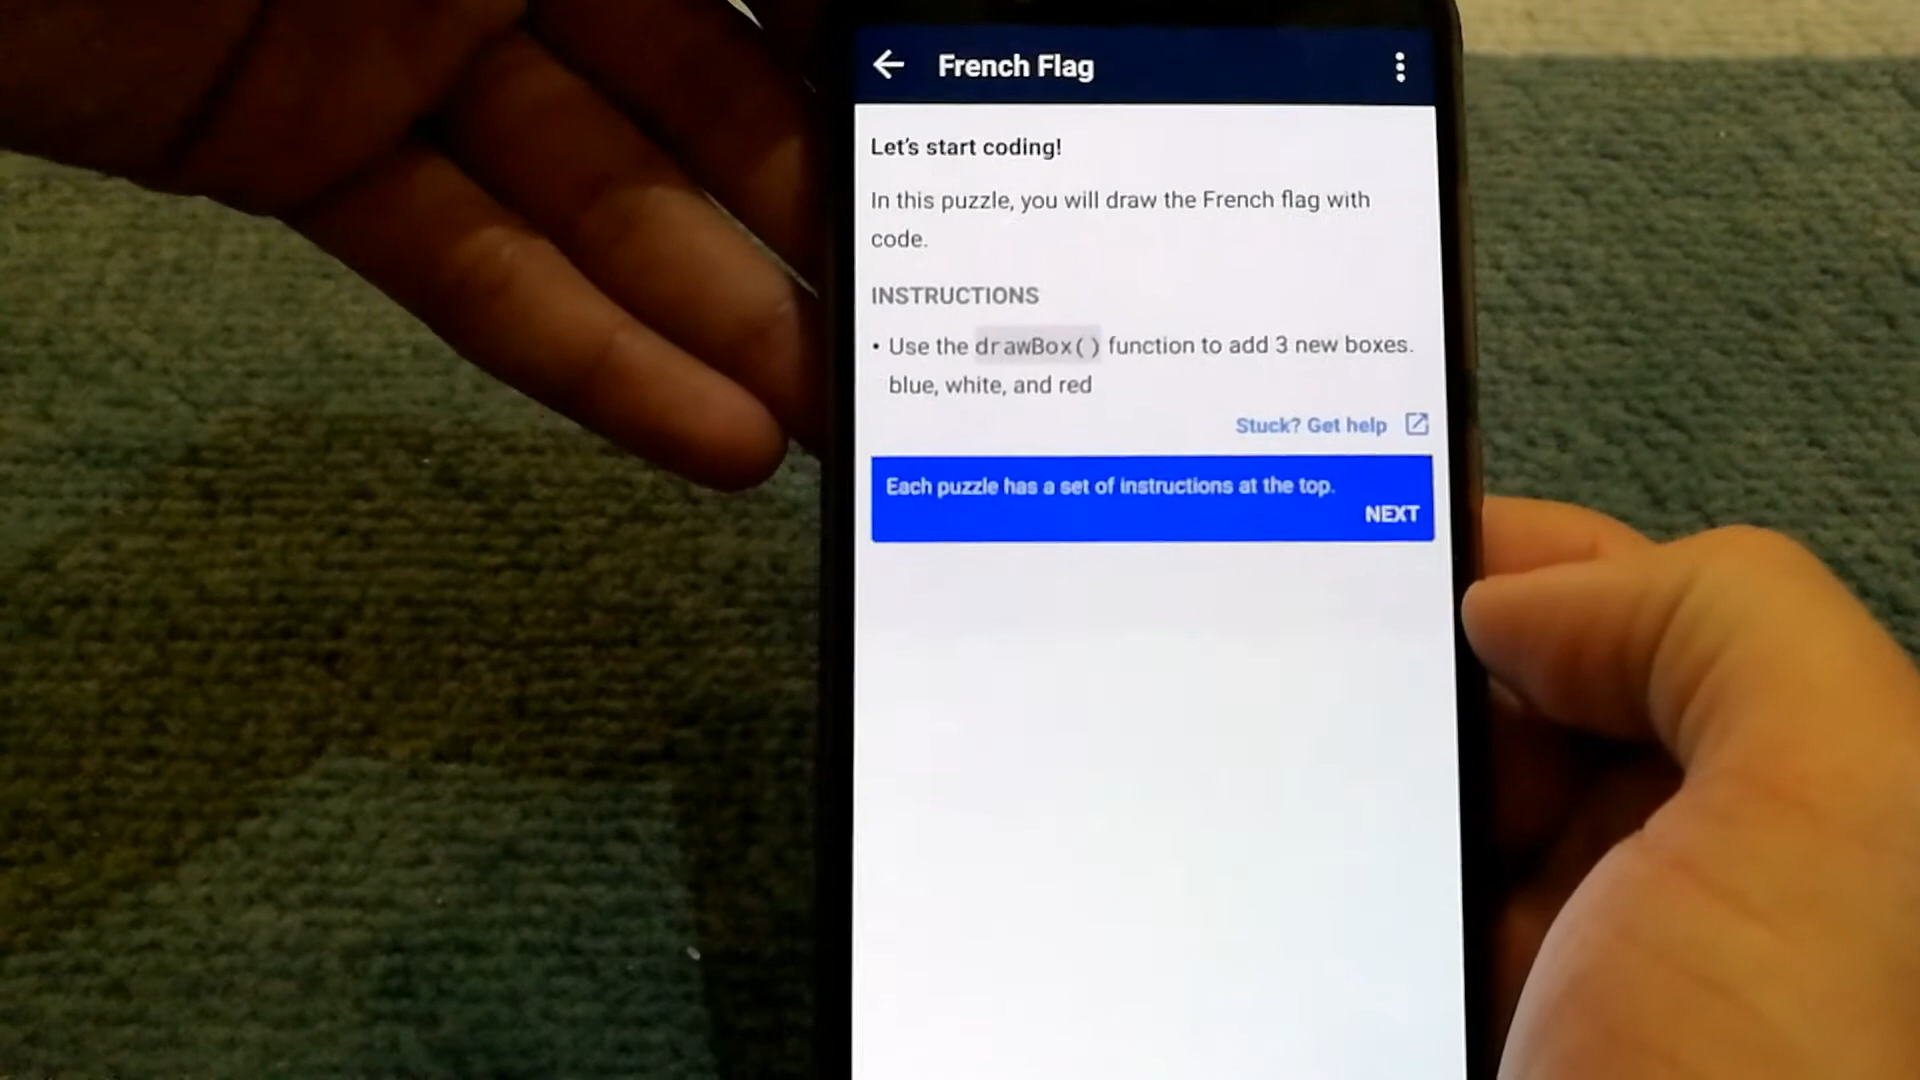 French Flag
Let's start coding!
In this puzzle, you will draw the French flag with
code.
INSTRUCTIONS
• Use the drawBox() function to add 3 new boxes.
blue, white, and red
Stuck? Get help
Each puzzle has a set of instructions at the top.
NEXT